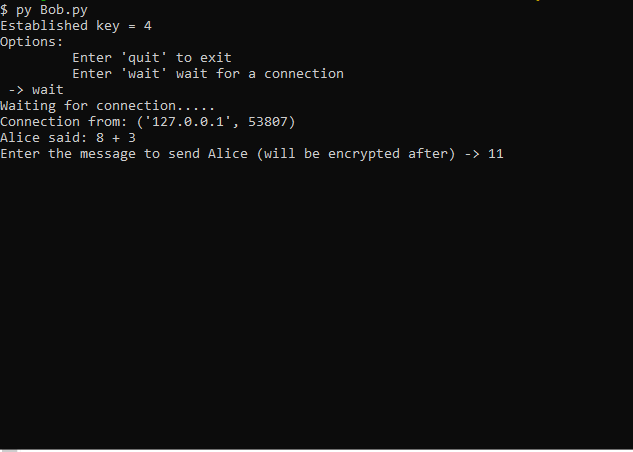 $ py Bob.py
Established key = 4
Options:
Enter 'quit' to exit
Enter 'wait' wait for a connection
-> wait
Waiting for connection.....
Connection from: ('127.0.0.1', 53807)
Alice said: 8 + 3
Enter the message to send Alice (will be encrypted after) -> 11